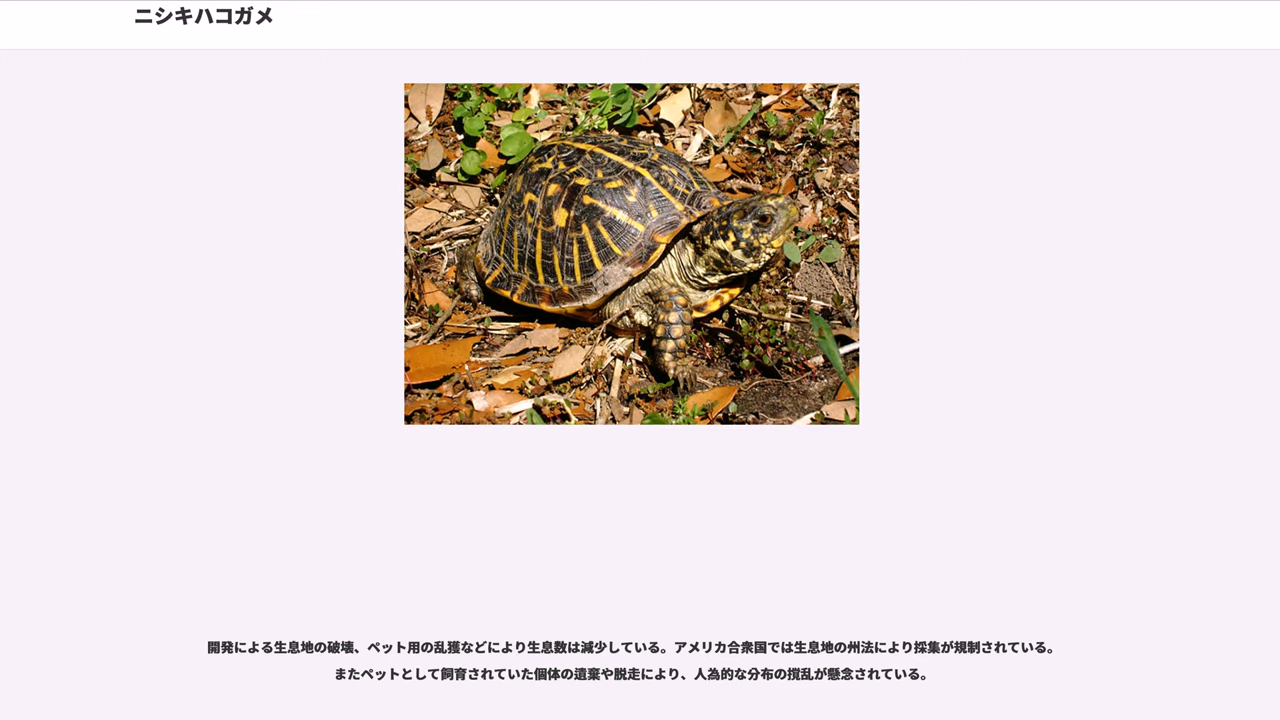 ニシキハコガメ
開発による生息地の破壊、ペット用の乱獲などにより生息数は減少している。アメリカ合衆国では生息地の州法により採集が規制されている。
またペットとして飼育されていた個体の遺棄や脱走により、人為的な分布の撹乱が懸念されている。